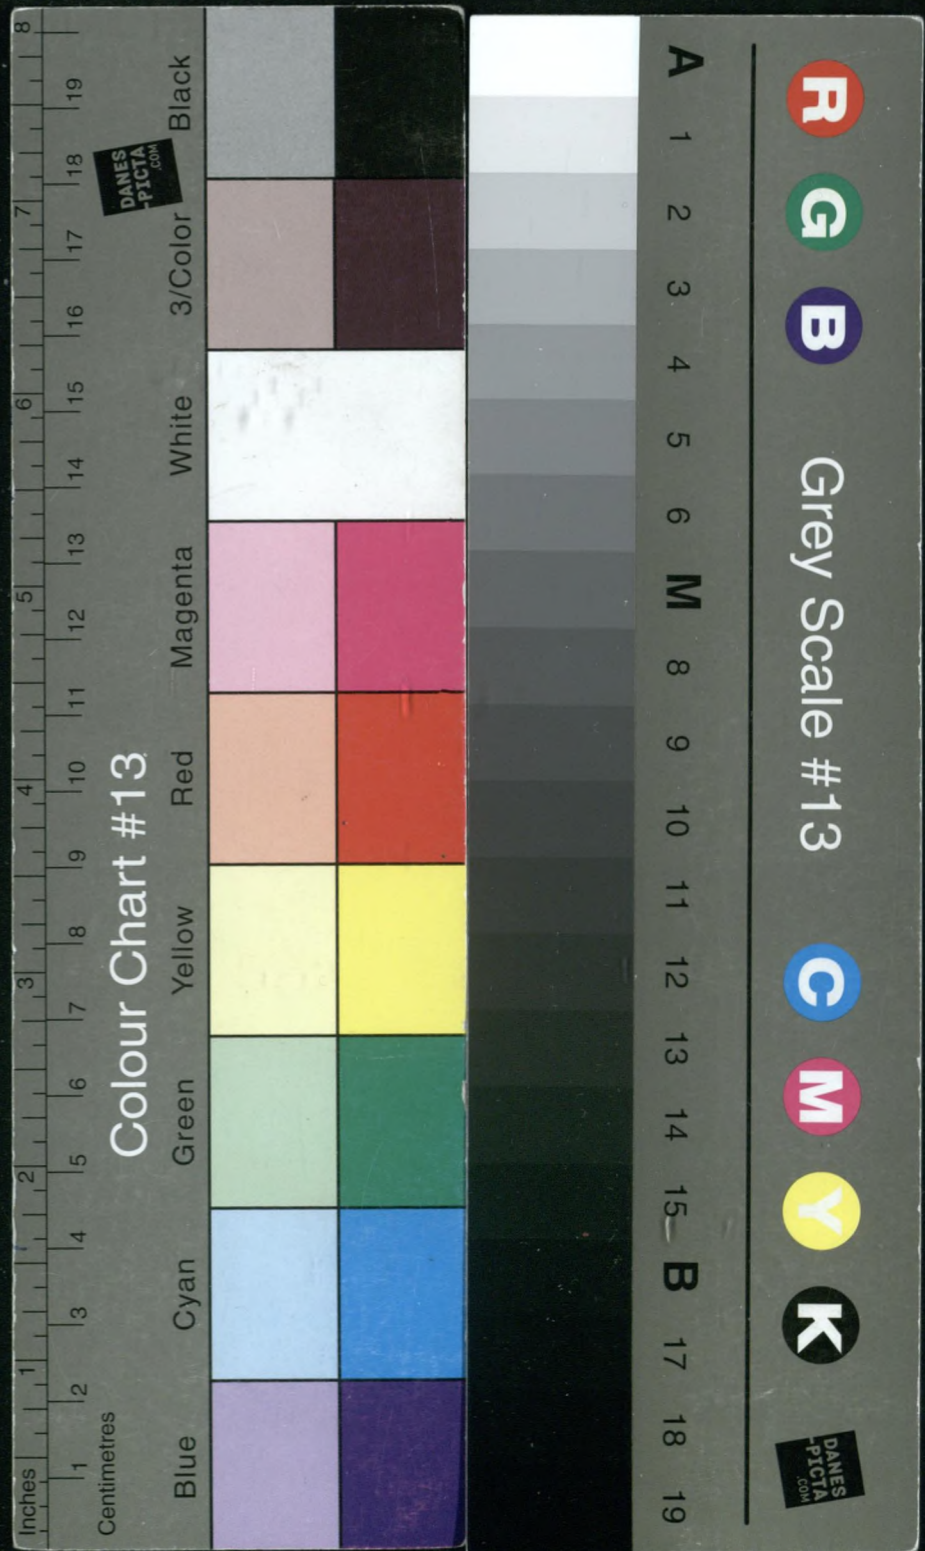 Inches
1 2 3 4 5 6 7 8
Centimetres
1 2 3 4 5 6 7 8 9 10 11 12 13 14 15 16 17 18 19
Colour Chart #13
DANES
-PICTA
.COM
Blue Cyan Green Yellow Red Magenta White 3/Color Black
A 1 2 3 4 5 6 M 8 9 10 11 12 13 14 15 B 17 18 19
R G B Grey Scale #13 C M Y K
DANES
-PICTA
.COM